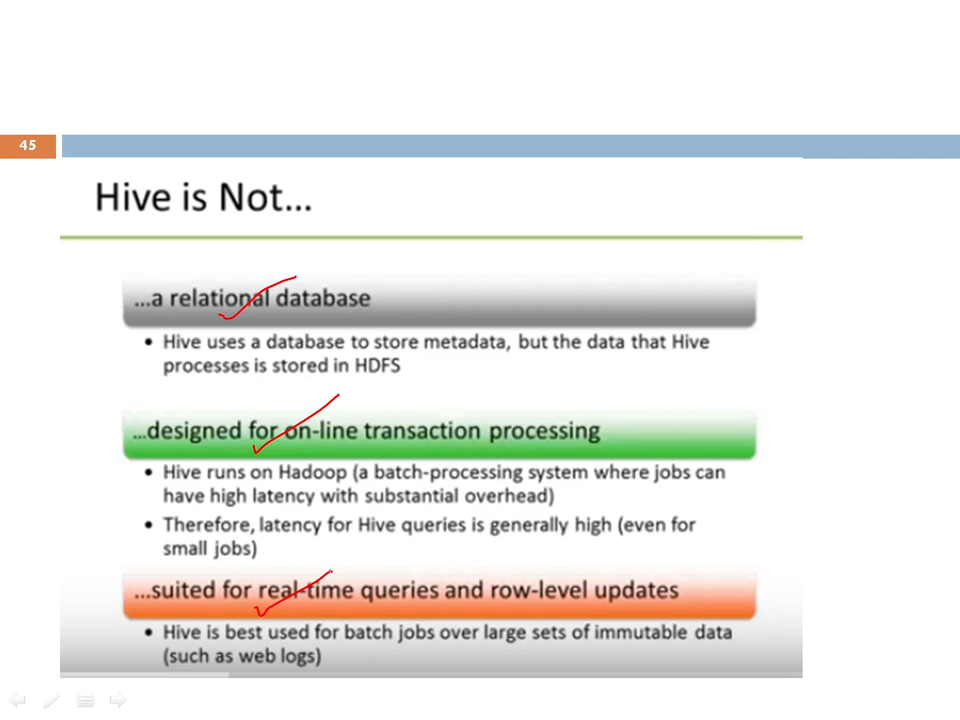 45
Hive is Not...
...a relational database
• Hive uses a database to store metadata, but the data that Hive
processes is stored in HDFS
...designed for on-line transaction processing
• Hive runs on Hadoop (a batch-processing system where jobs can
have high latency with substantial overhead)
• Therefore, latency for Hive queries is generally high (even for
small jobs)
...suited for real-time queries and row-level updates
• Hive is best used for batch jobs over large sets of immutable data
(such as web logs)